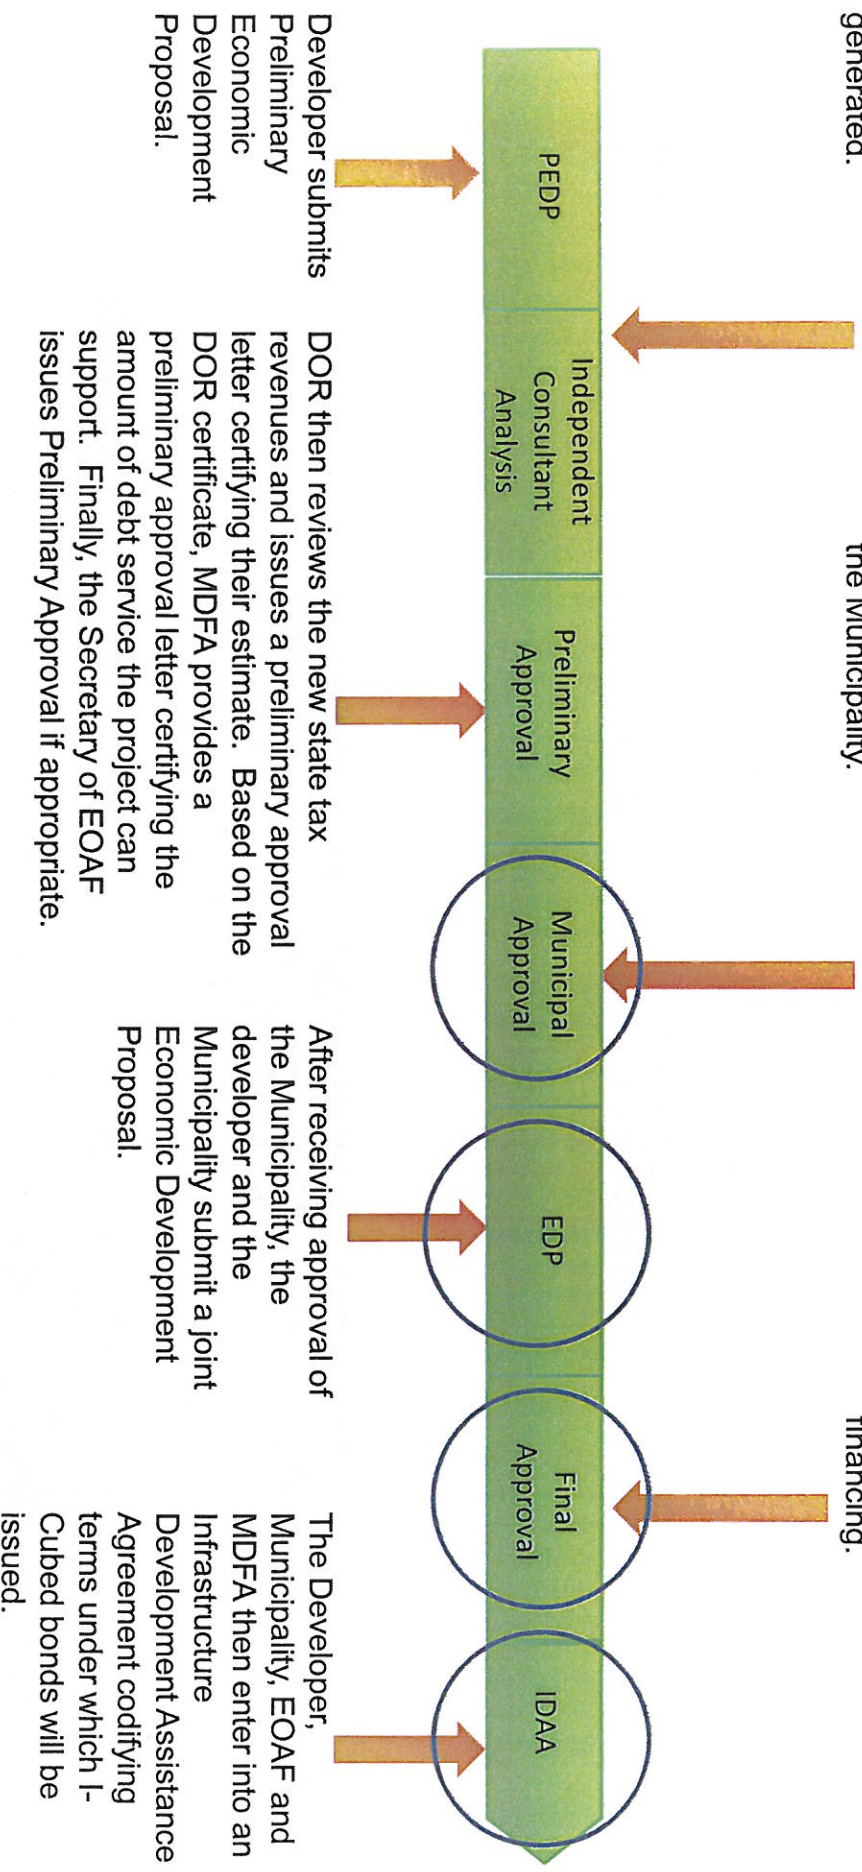 generated.
the Municipality.
financing.
PEDP
Independent
Consultant
Analysis
Preliminary
Approval
Municipal
Approval
EDP
Final
Approval
IDAA
Developer submits
Preliminary
Economic
Development
Proposal.
DOR then reviews the new state tax
revenues and issues a preliminary approval
letter certifying their estimate. Based on the
DOR certificate, MDFA provides a
preliminary approval letter certifying the
amount of debt service the project can
support. Finally, the Secretary of EOAF
issues Preliminary Approval if appropriate.
After receiving approval of
the Municipality, the
developer and the
Municipality submit a joint
Economic Development
Proposal.
The Developer,
Municipality, EOAF and
MDFA then enter into an
Infrastructure
Development Assistance
Agreement codifying
terms under which I-
Cubed bonds will be
issued.